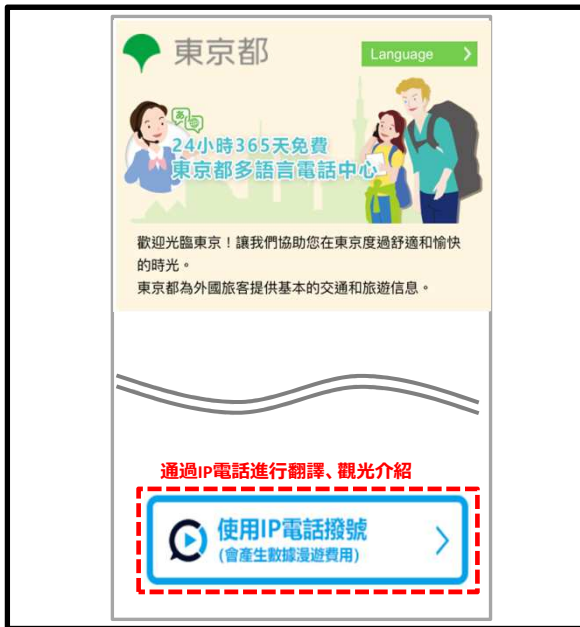 東京都
Language
あ
24小時365天免費
東京都多語言電話中心
歡迎光臨東京！讓我們協助您在東京度過舒適和愉快
的時光。
東京都為外國旅客提供基本的交通和旅遊信息。
通過IP電話進行翻譯、觀光介紹
使用IP電話撥號
(會產生數據漫遊費用)